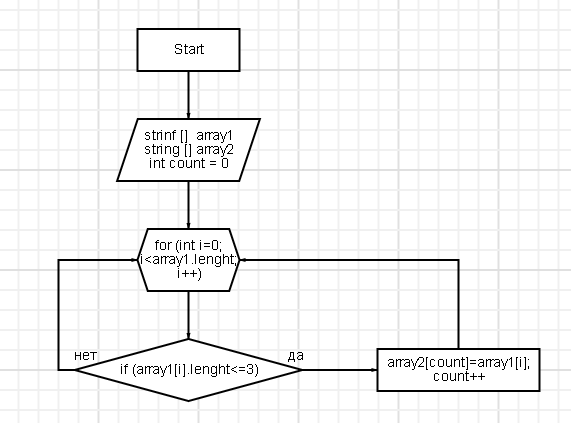 Start
strinf [] array1
string [] array2
int count = 0
for (int i=0;
i<array1.lenght;
i++)
нет
да
if (array1[i].lenght<=3)
array2[count]=array1[i];
count++